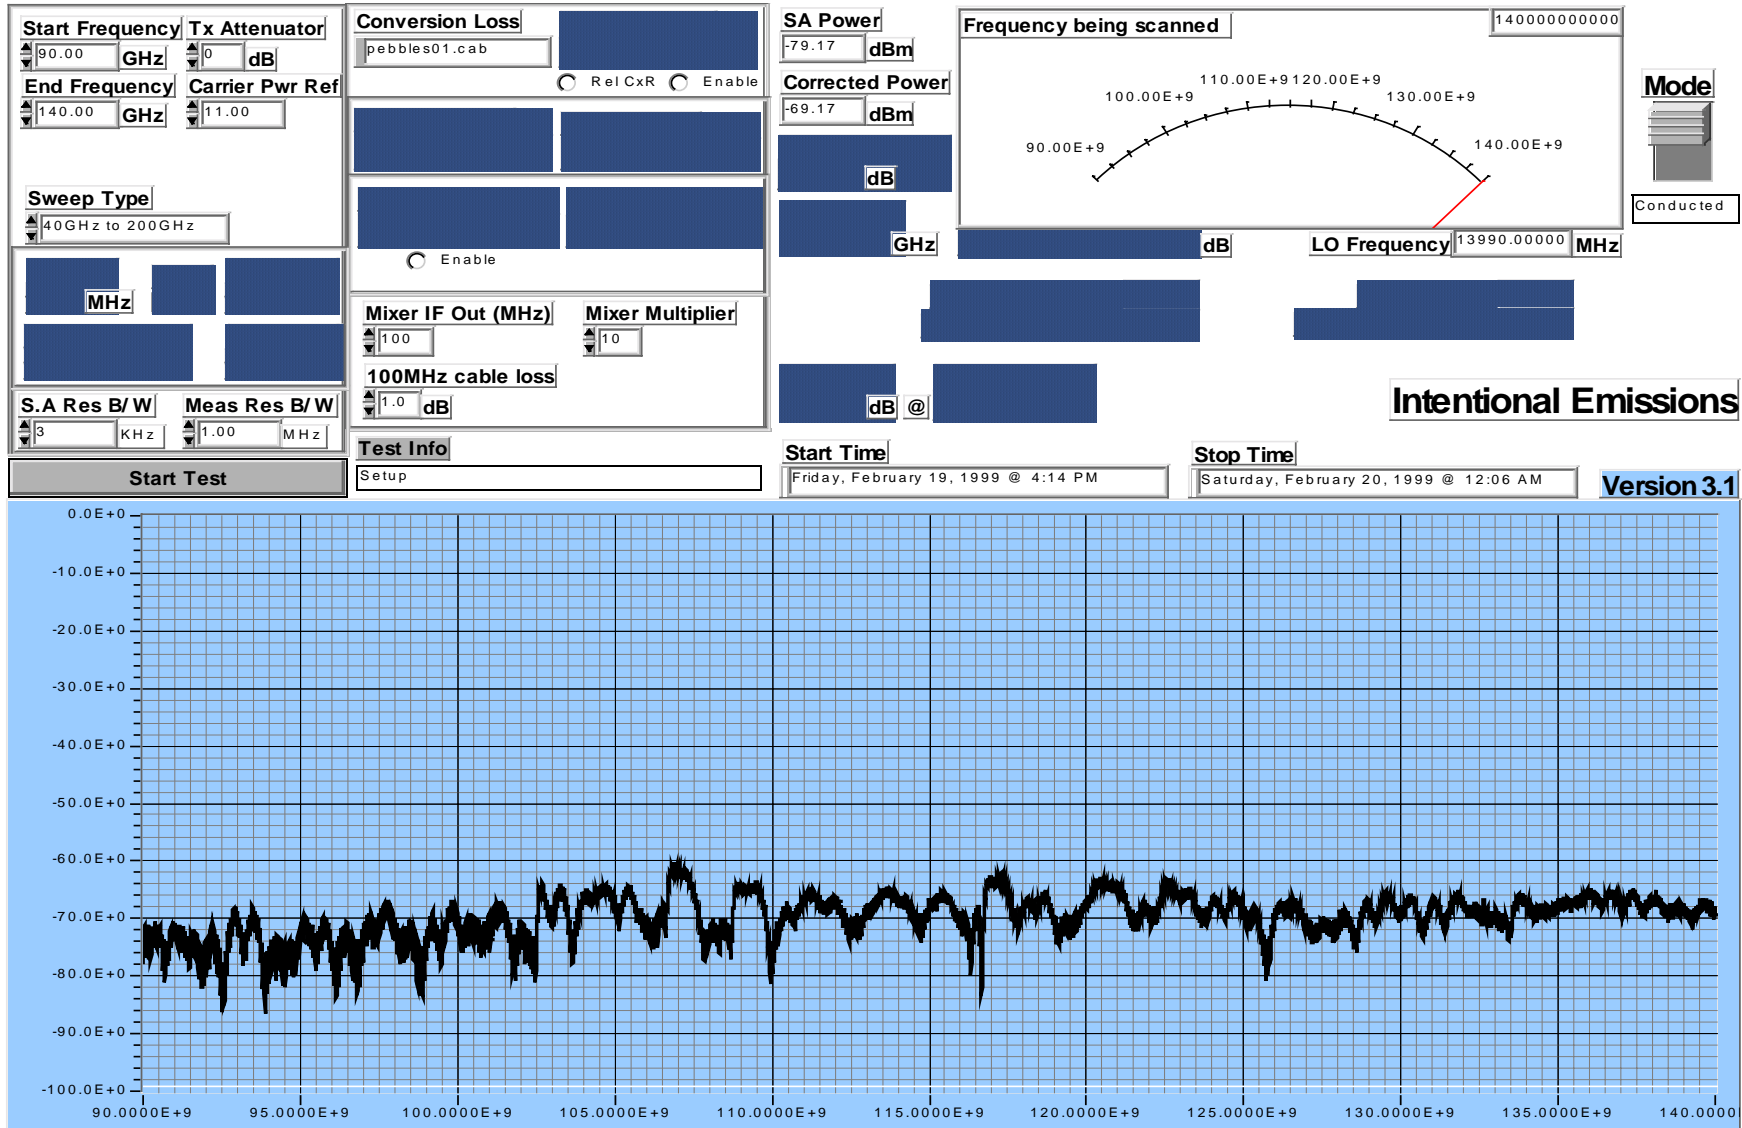 Start Frequency
90.00 GHz
Tx Attenuator
0 dB
End Frequency
140.00 GHz
Carrier Pwr Ref
11.00
Sweep Type
40GHz to 200GHz
MHz
S.A Res B/W
3 KHz
Meas Res B/W
1.00 MHz
Start Test
Conversion Loss
pebbles01.cab
Rel CxR
Enable
Enable
Mixer IF Out (MHz)
100
Mixer Multiplier
10
100MHz cable loss
1.0 dB
Test Info
Setup
SA Power
-79.17 dBm
Corrected Power
-69.17 dBm
dB
GHz
dB
dB @
Frequency being scanned
140000000000
90.00E+9
100.00E+9
110.00E+9
120.00E+9
130.00E+9
140.00E+9
LO Frequency 13990.00000 MHz
Mode
Conducted
Intentional Emissions
Start Time
Friday, February 19, 1999 @ 4:14 PM
Stop Time
Saturday, February 20, 1999 @ 12:06 AM
Version 3.1
0.0E+0
-10.0E+0
-20.0E+0
-30.0E+0
-40.0E+0
-50.0E+0
-60.0E+0
-70.0E+0
-80.0E+0
-90.0E+0
-100.0E+0
90.0000E+9 95.0000E+9 100.0000E+9 105.0000E+9 110.0000E+9 115.0000E+9 120.0000E+9 125.0000E+9 130.0000E+9 135.0000E+9 140.0000